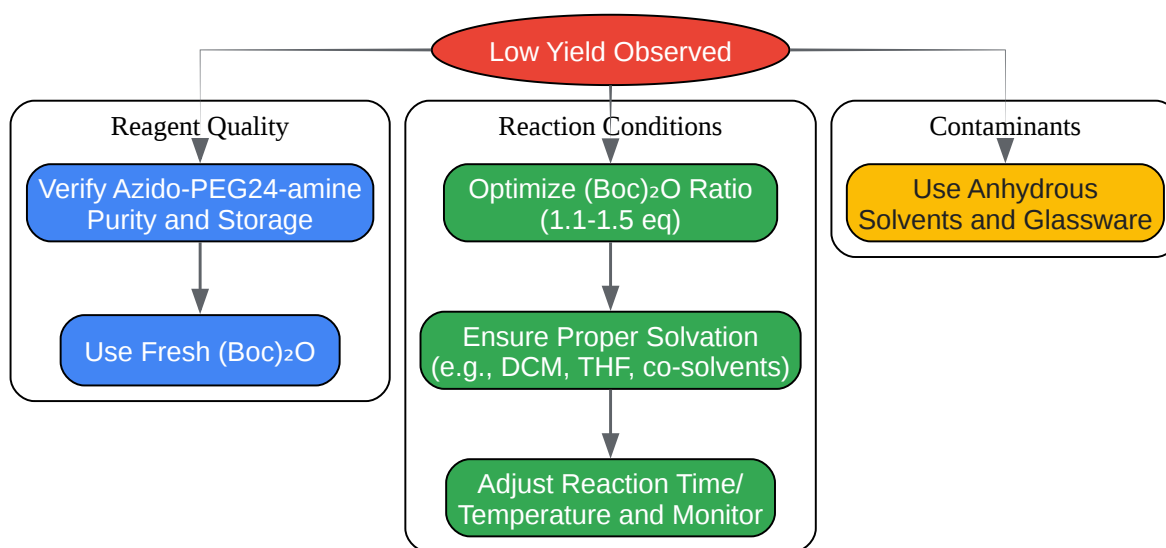 Low Yield Observed
Reagent Quality
Verify Azido-PEG24-amine
Purity and Storage
Use Fresh (Boc)₂O
Reaction Conditions
Optimize (Boc)₂O Ratio
(1.1-1.5 eq)
Ensure Proper Solvation
(e.g., DCM, THF, co-solvents)
Adjust Reaction Time/
Temperature and Monitor
Contaminants
Use Anhydrous
Solvents and Glassware